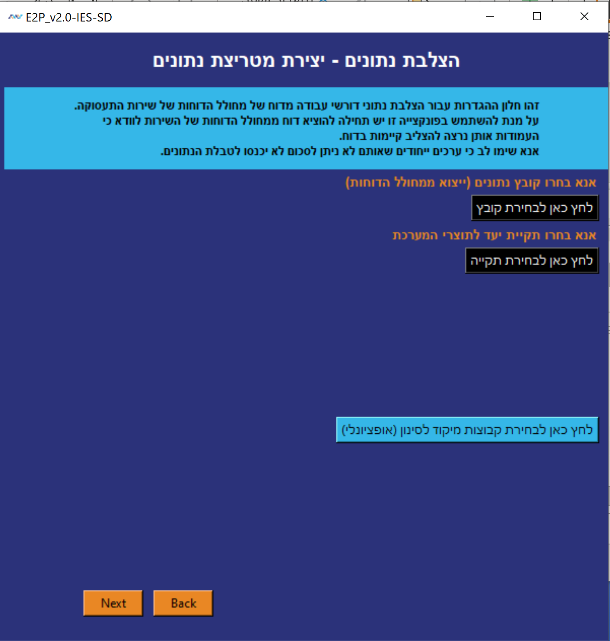 E2P_v2.0-IES-SD
הצלבת נתונים - יצירת מטריצת נתונים
זהו חלון ההגדרות עבור הצלבת נתוני דורשי עבודה מדוח של מחולל הדוחות של שירות התעסוקה.
על מנת להשתמש בפונקצייה זו יש תחילה להוציא דוח ממחולל הדוחות של השירות לוודא כי
העמודות אותן נרצה להצליב קיימות בדוח.
אנא שימו לב כי ערכים ייחודים שאותם לא ניתן לסכום לא יכנסו לטבלת הנתונים.
אנא בחרו קובץ נתונים (ייצוא ממחולל הדוחות)
לחץ כאן לבחירת קובץ
אנא בחרו תקיית יעד לתוצרי המערכת
לחץ כאן לבחירת תקייה
לחץ כאן לבחירת קבוצות מיקוד לסינון (אופציונלי)
Next Back